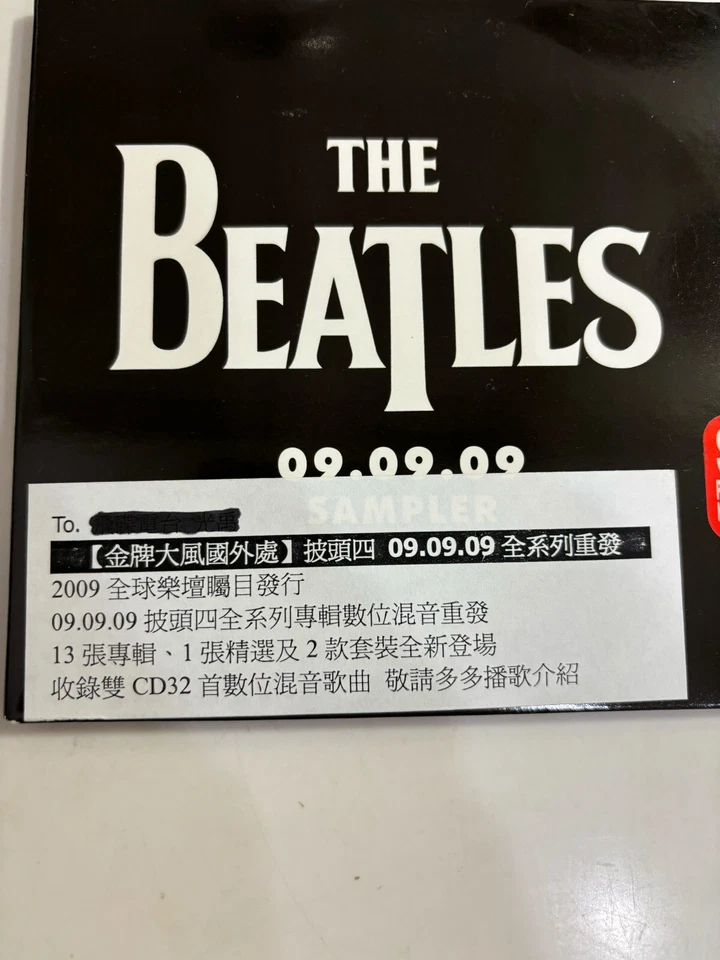 THE
BEATLES
09.09.09
SAMPLER
To.
【金牌大風國外處】披頭四 09.09.09 全系列重發
2009 全球樂壇矚目發行
09.09.09 披頭四全系列專輯數位混音重發
13 張專輯、1 張精選及 2 款套裝全新登場
收錄雙 CD32 首數位混音歌曲 敬請多多播歌介紹